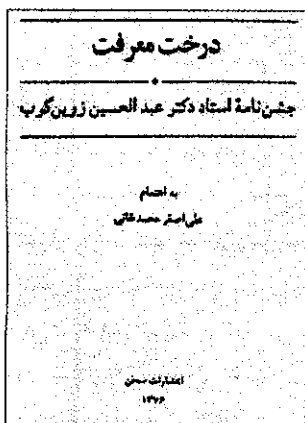 درخت معرفت
جشن‌نامهٔ استاد دکتر عبدالحسین زرین‌کوب
به اهتمام
علی‌اصغر محمدخانی
انتشارات سخن
۱۳۷۶